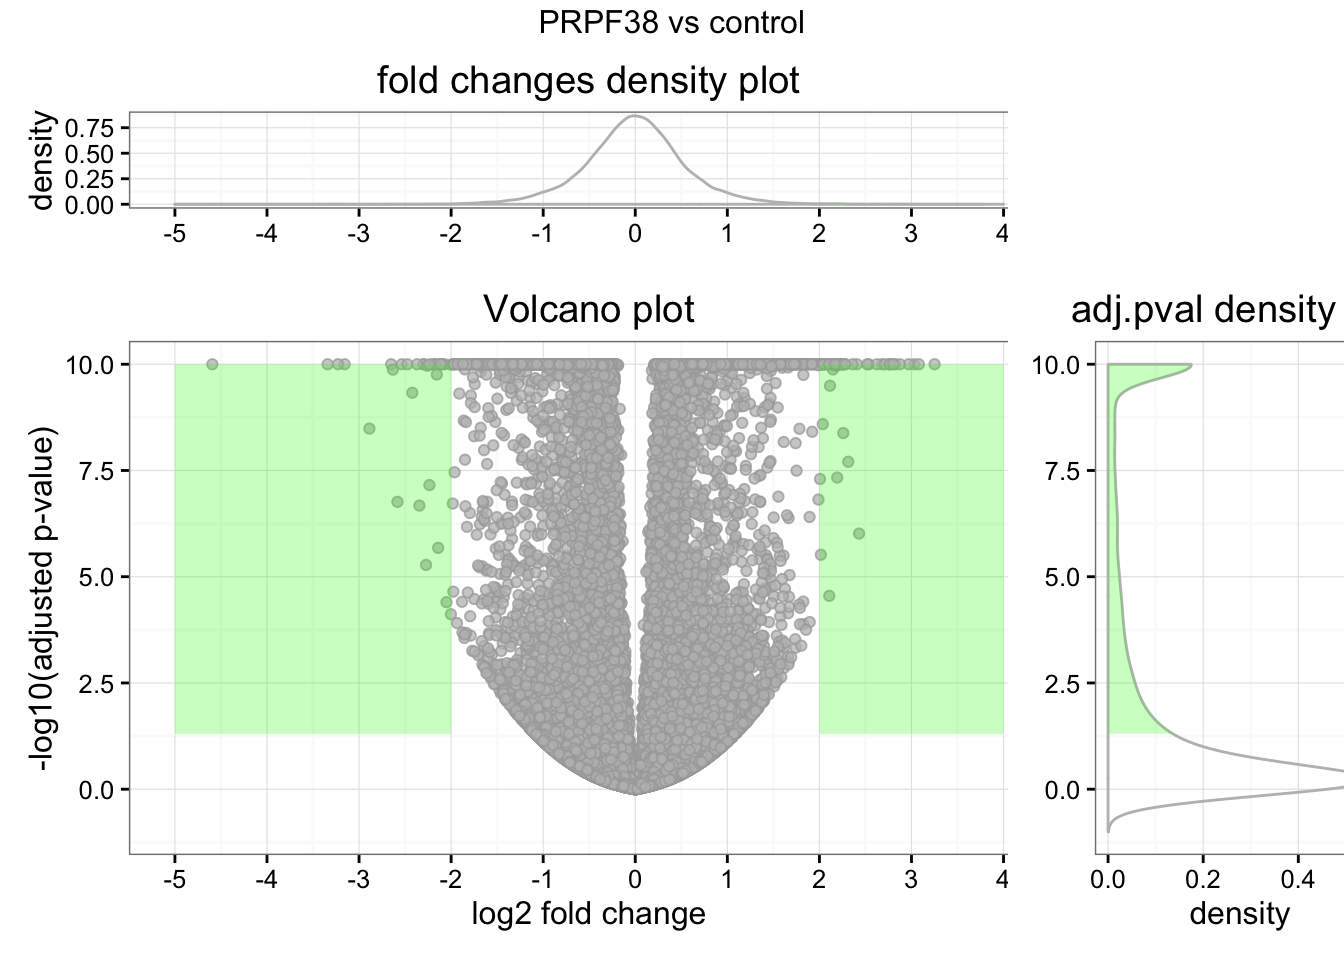 PRPF38 vs control
fold changes density plot
density
0.75
0.50
0.25
0.00
-5 -4 -3 -2 -1 0 1 2 3 4
Volcano plot
-log10(adjusted p-value)
10.0
7.5
5.0
2.5
0.0
-5 -4 -3 -2 -1 0 1 2 3 4
log2 fold change
adj.pval density
10.0
7.5
5.0
2.5
0.0
0.0 0.2 0.4
density